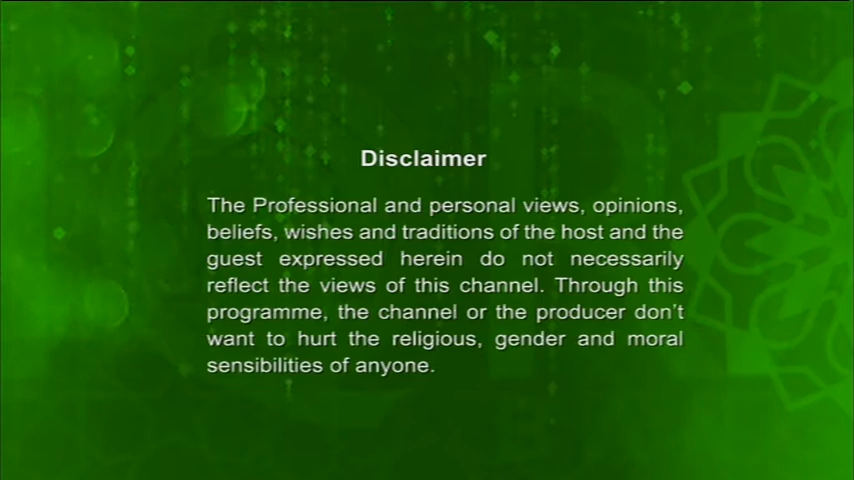 Disclaimer
The Professional and personal views, opinions,
beliefs, wishes and traditions of the host and the
guest expressed herein do not necessarily
reflect the views of this channel. Through this
programme, the channel or the producer don't
want to hurt the religious, gender and moral
sensibilities of anyone.